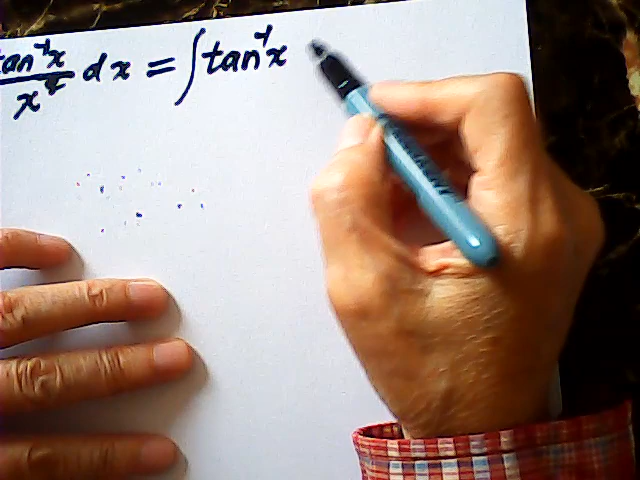 tan⁻¹x / x⁴ dx = ∫ tan⁻¹x